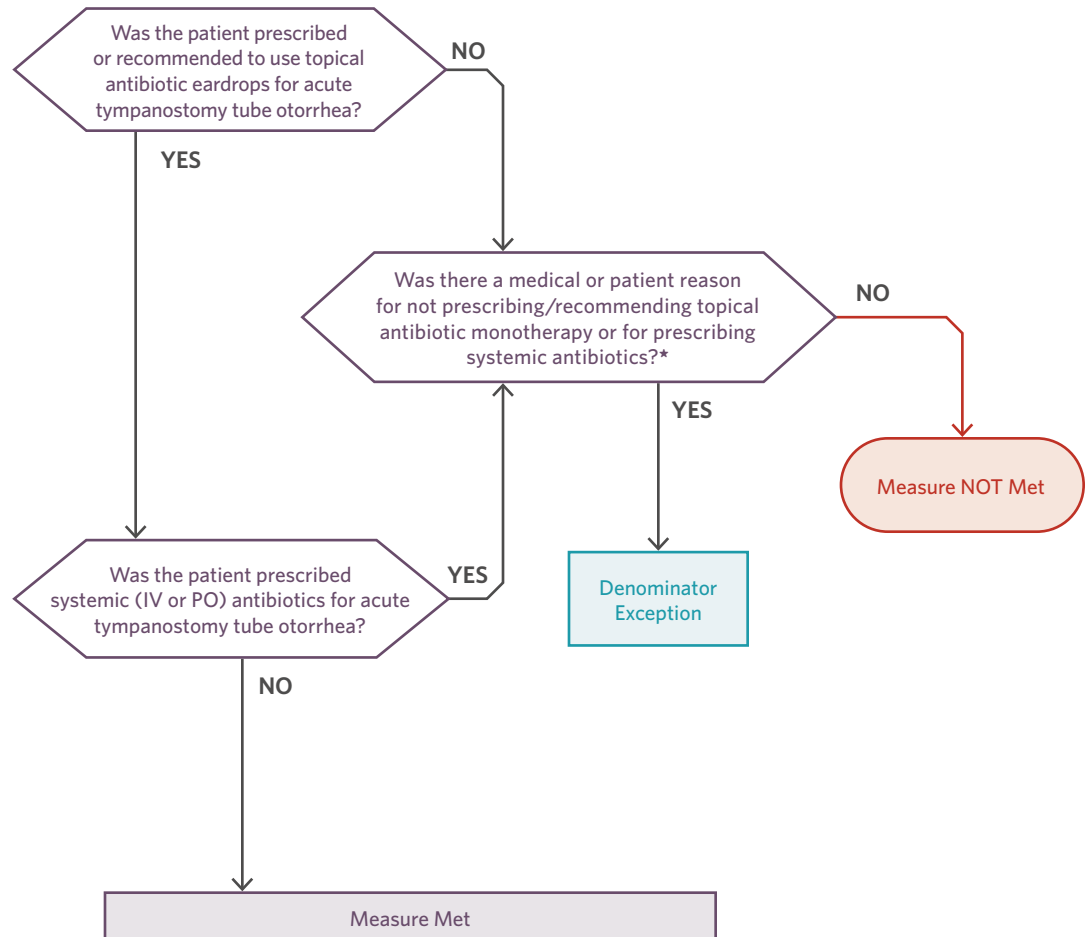 Was the patient prescribed
or recommended to use topical
antibiotic eardrops for acute
tympanostomy tube otorrhea?
NO
YES
Was there a medical or patient reason
for not prescribing/recommending topical
antibiotic monotherapy or for prescribing
systemic antibiotics?★
NO
YES
Measure NOT Met
Was the patient prescribed
systemic (IV or PO) antibiotics for acute
tympanostomy tube otorrhea?
YES
Denominator
Exception
NO
Measure Met